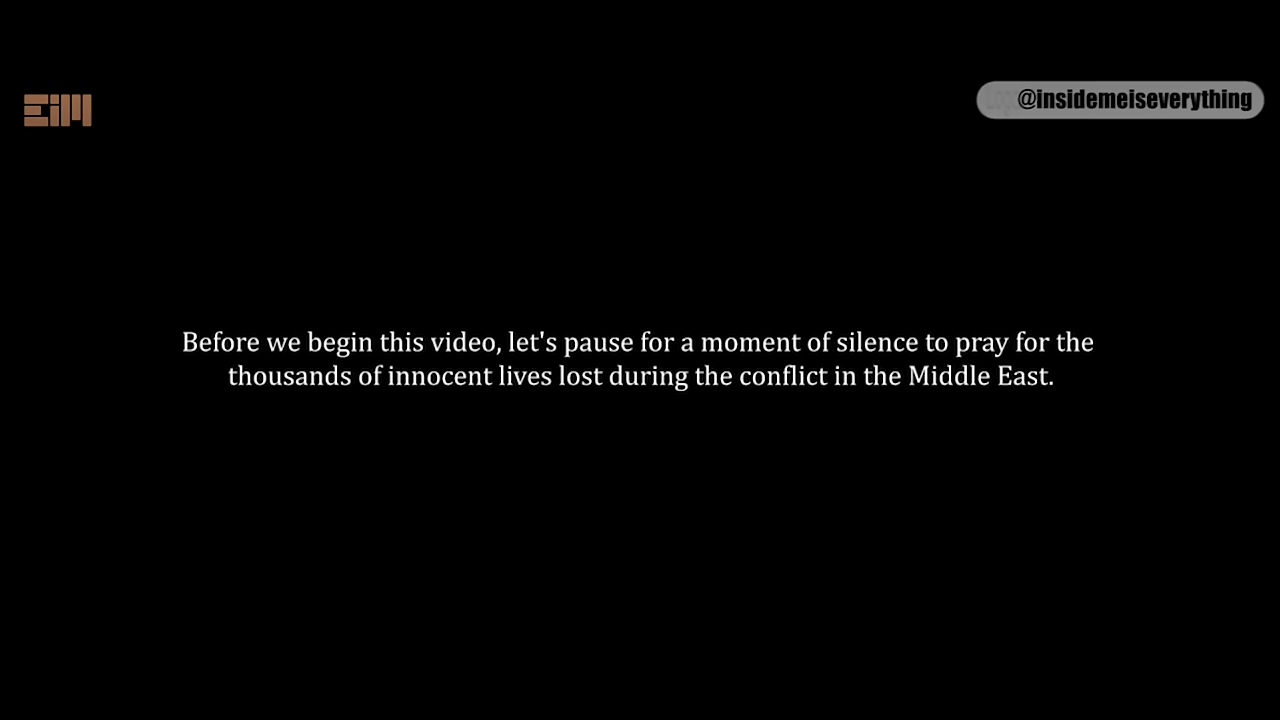 EiM
@insidemeiseverything
Before we begin this video, let's pause for a moment of silence to pray for the
thousands of innocent lives lost during the conflict in the Middle East.